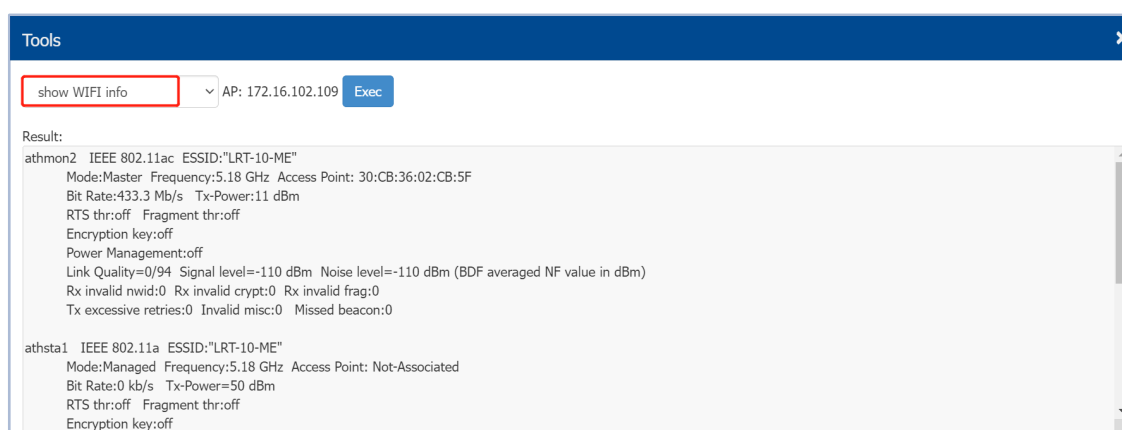 Tools
show WIFI info AP: 172.16.102.109 Exec
Result:
athmon2 IEEE 802.11ac ESSID:"LRT-10-ME"
Mode:Master Frequency:5.18 GHz Access Point: 30:CB:36:02:CB:5F
Bit Rate:433.3 Mb/s Tx-Power:11 dBm
RTS thr:off Fragment thr:off
Encryption key:off
Power Management:off
Link Quality=0/94 Signal level=-110 dBm Noise level=-110 dBm (BDF averaged NF value in dBm)
Rx invalid nwid:0 Rx invalid crypt:0 Rx invalid frag:0
Tx excessive retries:0 Invalid misc:0 Missed beacon:0
athsta1 IEEE 802.11a ESSID:"LRT-10-ME"
Mode:Managed Frequency:5.18 GHz Access Point: Not-Associated
Bit Rate:0 kb/s Tx-Power=50 dBm
RTS thr:off Fragment thr:off
Encryption key:off